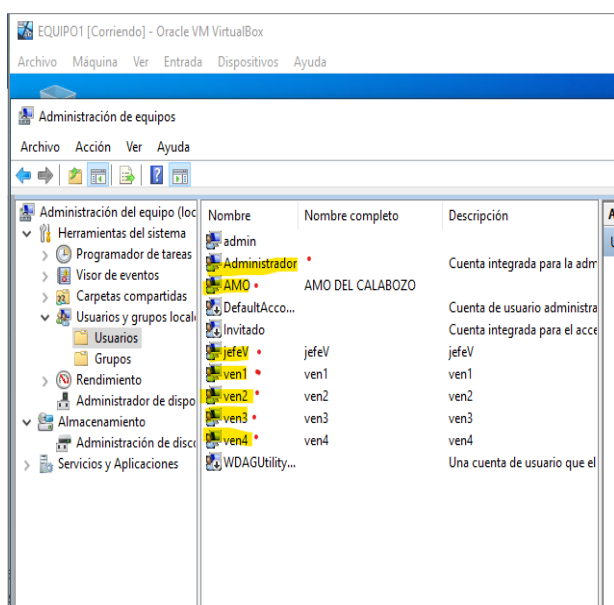 EQUIPO1 [Corriendo] - Oracle VM VirtualBox
Archivo Máquina Ver Entrada Dispositivos Ayuda
Administración de equipos
Archivo Acción Ver Ayuda
Administración del equipo (loc
Herramientas del sistema
Programador de tareas
Visor de eventos
Carpetas compartidas
Usuarios y grupos local
Usuarios
Grupos
Rendimiento
Administrador de dispo
Almacenamiento
Administración de disco
Servicios y Aplicaciones
Nombre Nombre completo Descripción
admin
Administrador Cuenta integrada para la adm
AMO AMO DEL CALABOZO
DefaultAcco... Cuenta de usuario administra
Invitado Cuenta integrada para el acce
jefeV jefeV jefeV
ven1 ven1 ven1
ven2 ven2 ven2
ven3 ven3 ven3
ven4 ven4 ven4
WDAGUtility... Una cuenta de usuario que el
A